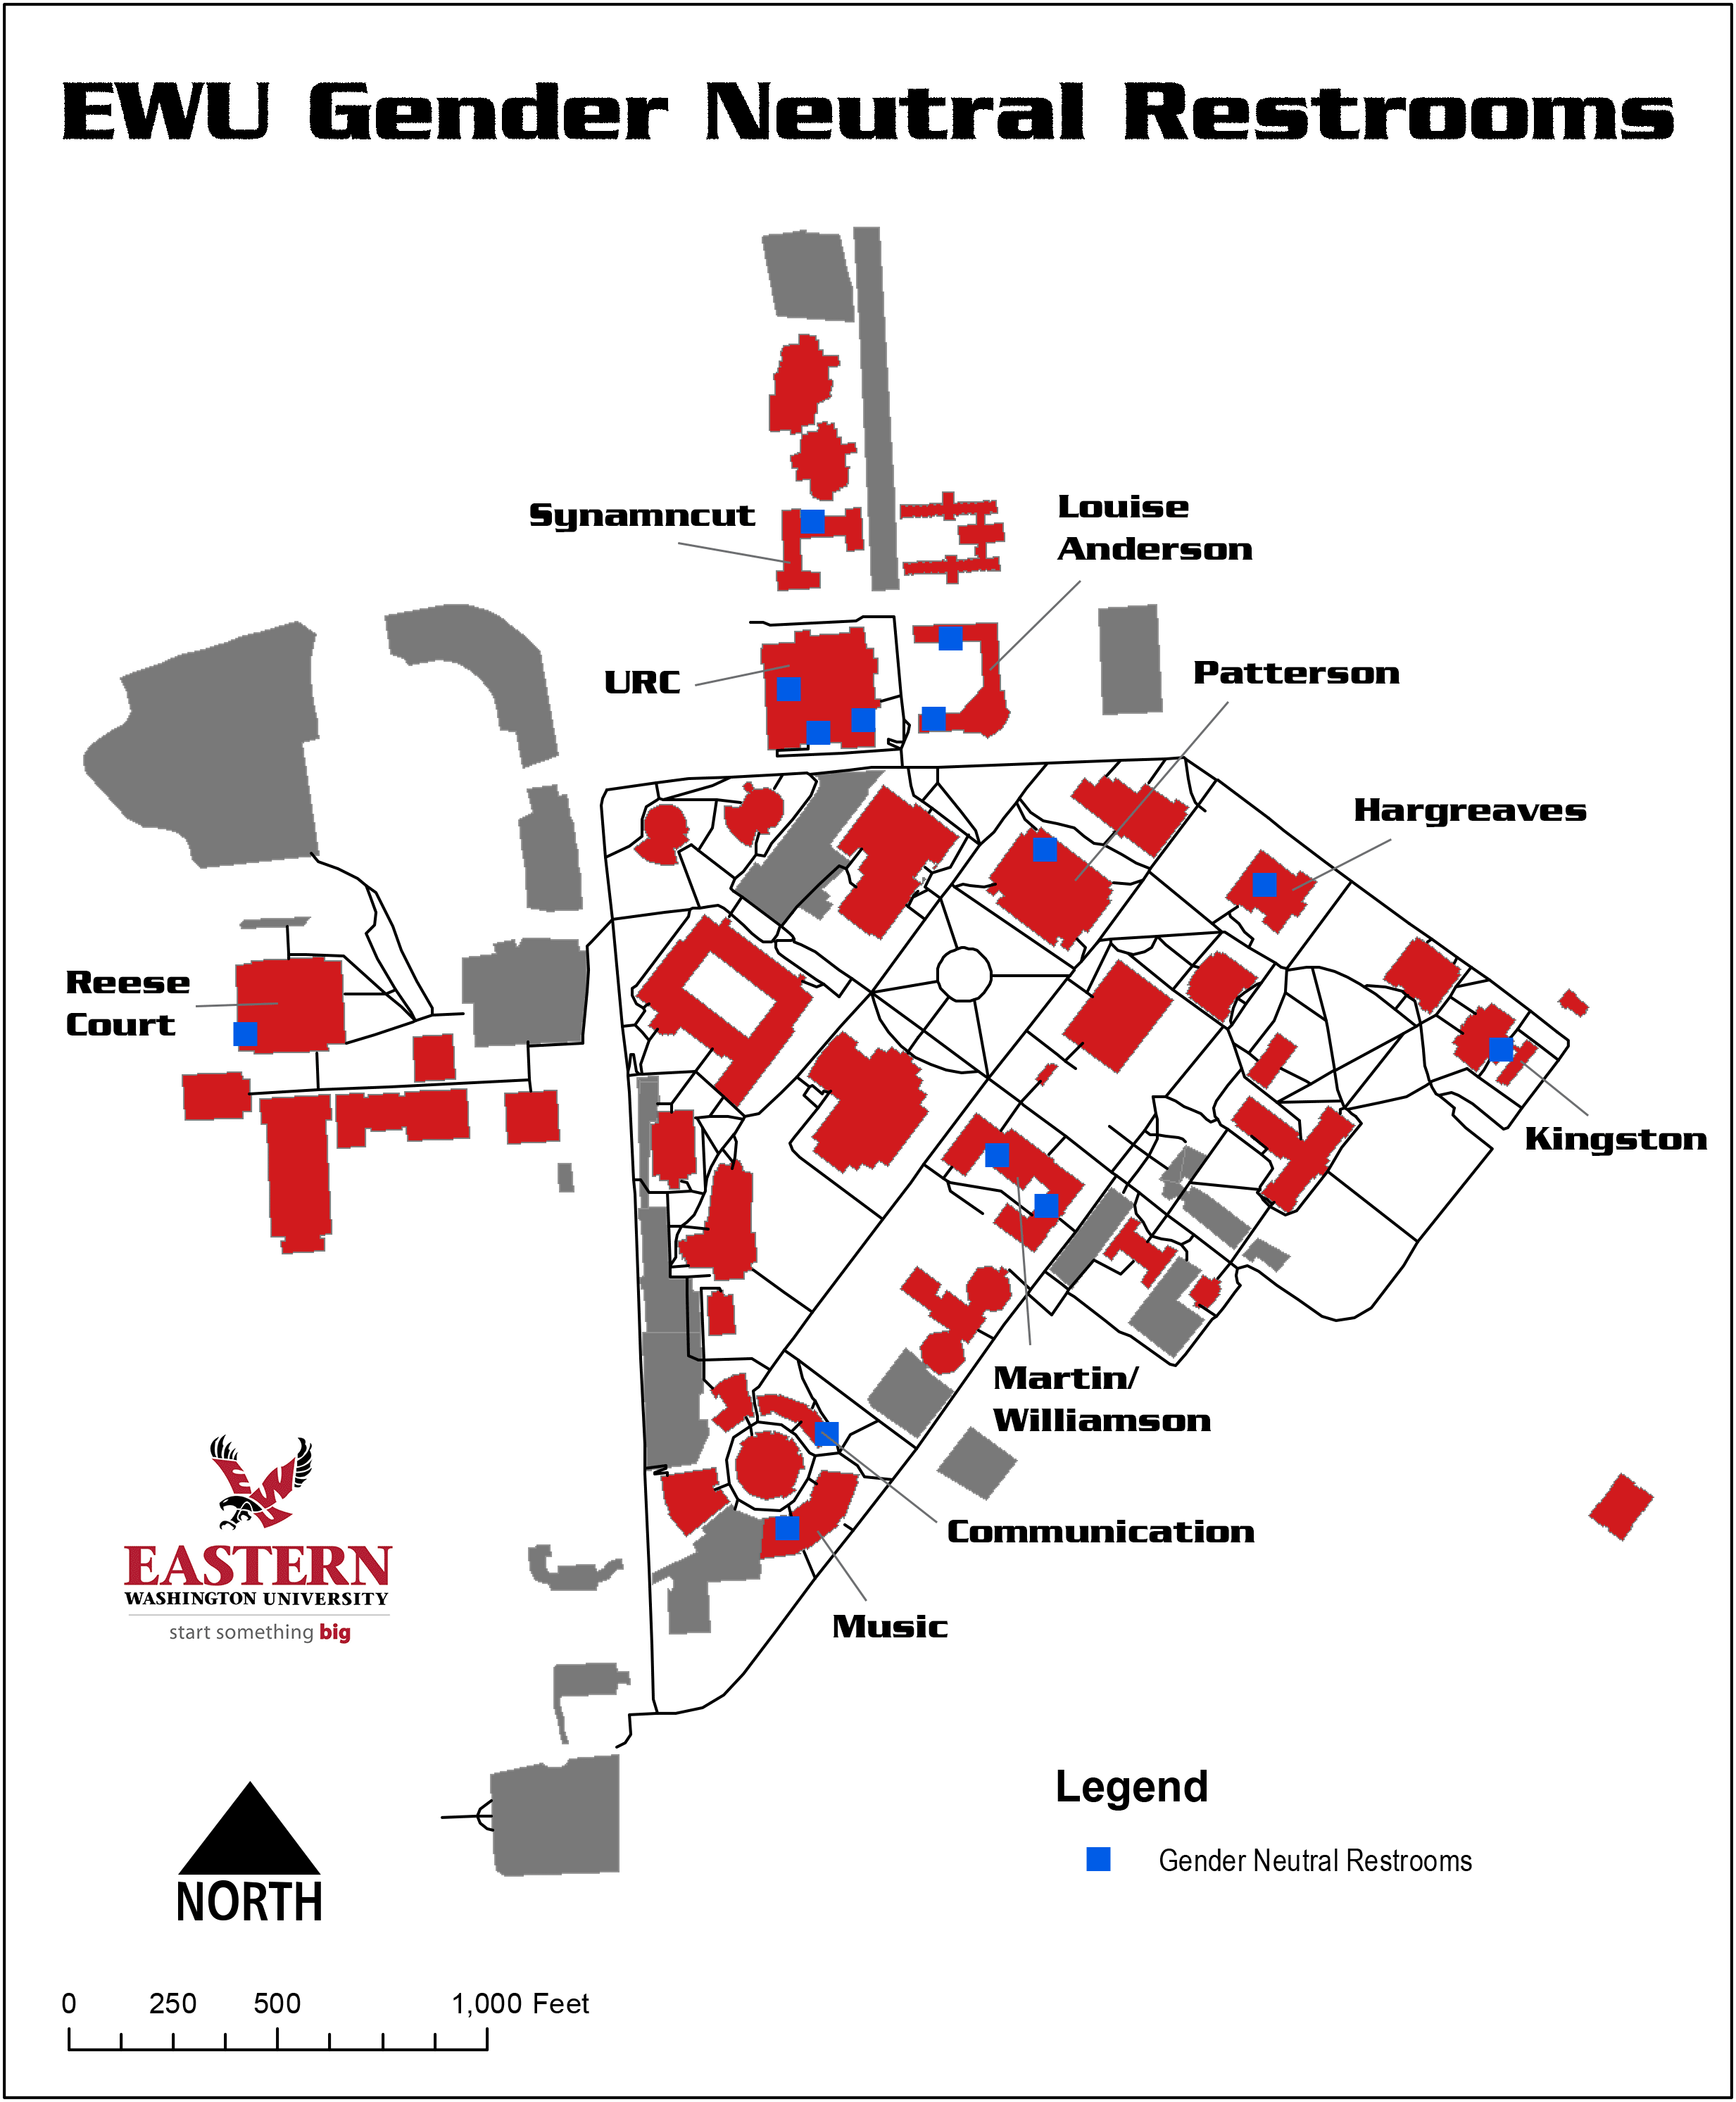 EWU Gender Neutral Restrooms
Synamncut
Louise
Anderson
URC
Patterson
Hargreaves
Reese
Court
Kingston
Martin/
Williamson
Communication
Music
EWU
EASTERN
WASHINGTON UNIVERSITY
start something big
NORTH
Legend
Gender Neutral Restrooms
0 250 500 1,000 Feet